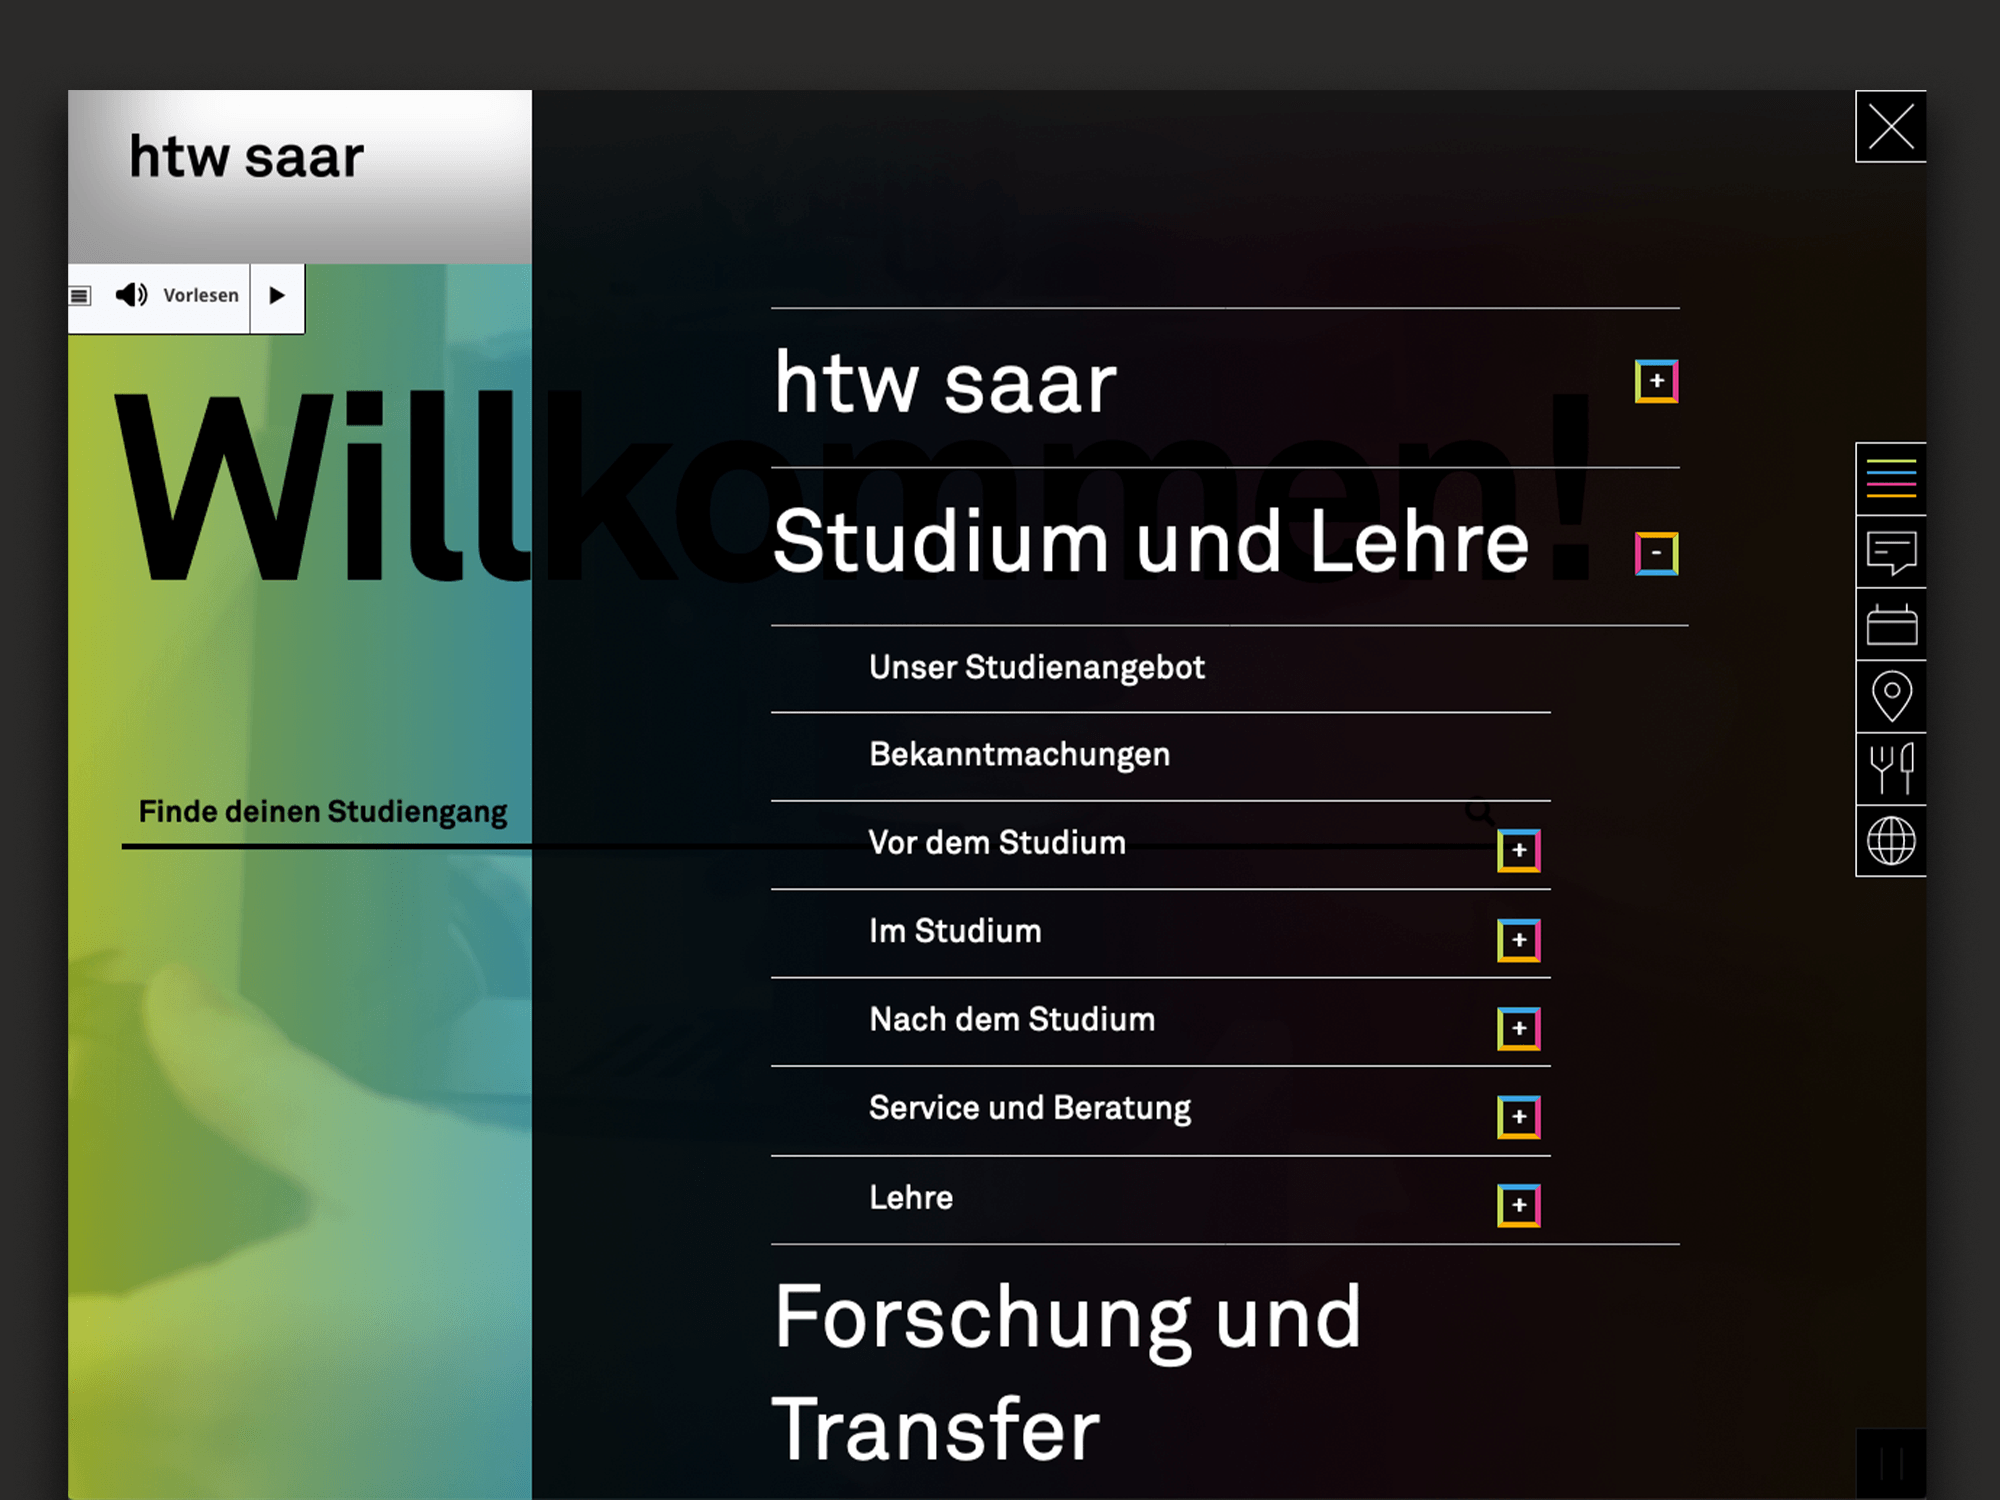 htw saar
Vorlesen
Willkommen!
Finde deinen Studiengang
htw saar
+
Studium und Lehre
-
Unser Studienangebot
Bekanntmachungen
Vor dem Studium
+
Im Studium
+
Nach dem Studium
+
Service und Beratung
+
Lehre
+
Forschung und
Transfer